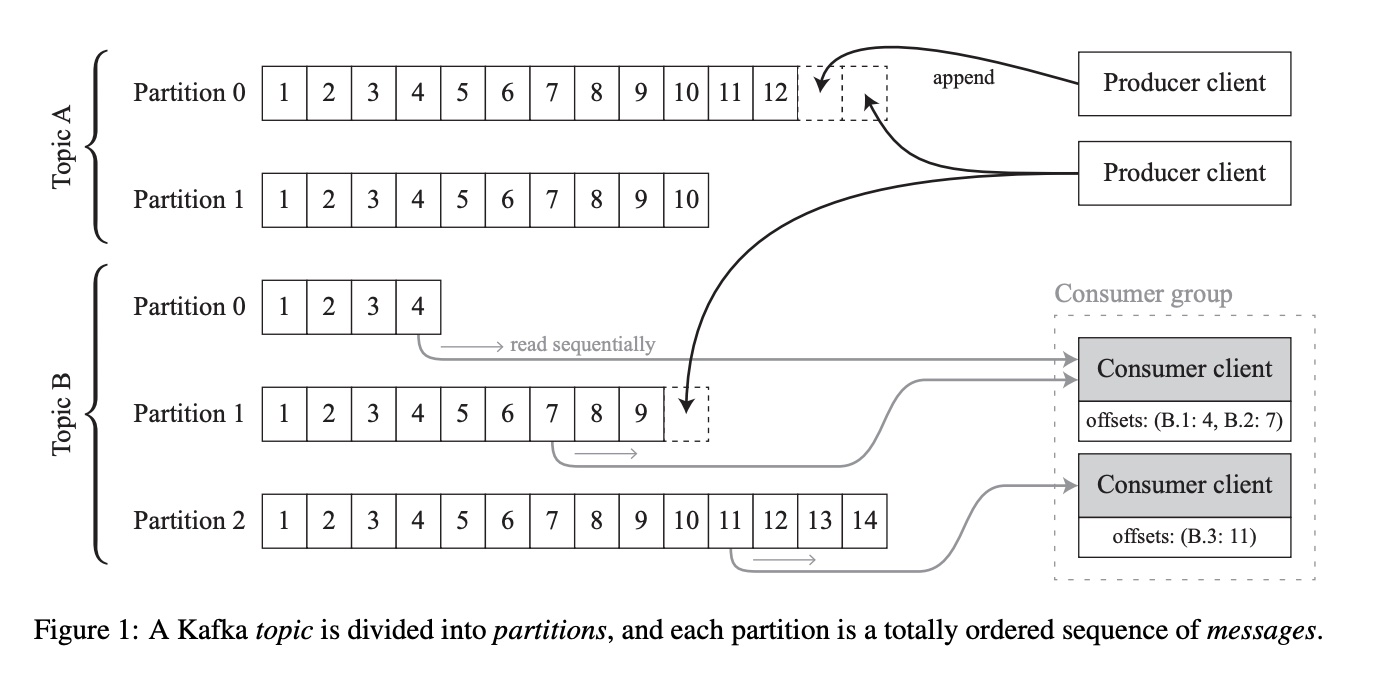 Topic A
Partition 0 1 2 3 4 5 6 7 8 9 10 11 12
append
Producer client
Producer client
Partition 1 1 2 3 4 5 6 7 8 9 10
Topic B
Partition 0 1 2 3 4
read sequentially
Partition 1 1 2 3 4 5 6 7 8 9
Partition 2 1 2 3 4 5 6 7 8 9 10 11 12 13 14
Consumer group
Consumer client
offsets: (B.1: 4, B.2: 7)
Consumer client
offsets: (B.3: 11)
Figure 1: A Kafka topic is divided into partitions, and each partition is a totally ordered sequence of messages.